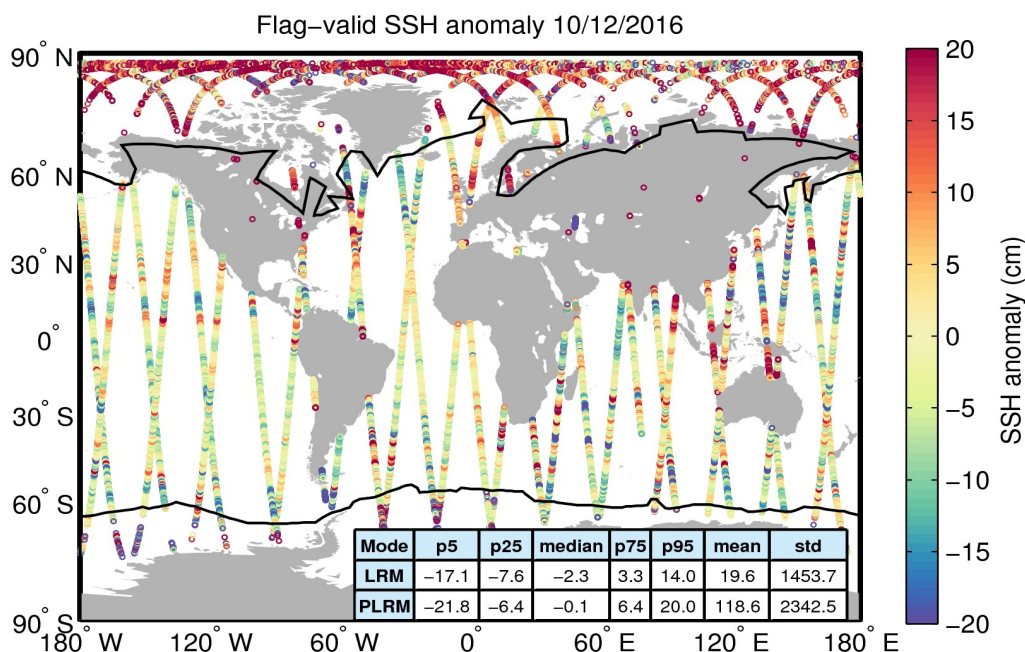 Flag−valid SSH anomaly 10/12/2016
90° N
60° N
30° N
0°
30° S
60° S
90° S
180° W
120° W
60° W
0°
60° E
120° E
180° E
Mode p5 p25 median p75 p95 mean std
LRM −17.1 −7.6 −2.3 3.3 14.0 19.6 1453.7
PLRM −21.8 −6.4 −0.1 6.4 20.0 118.6 2342.5
20
15
10
5
0
−5
−10
−15
−20
SSH anomaly (cm)